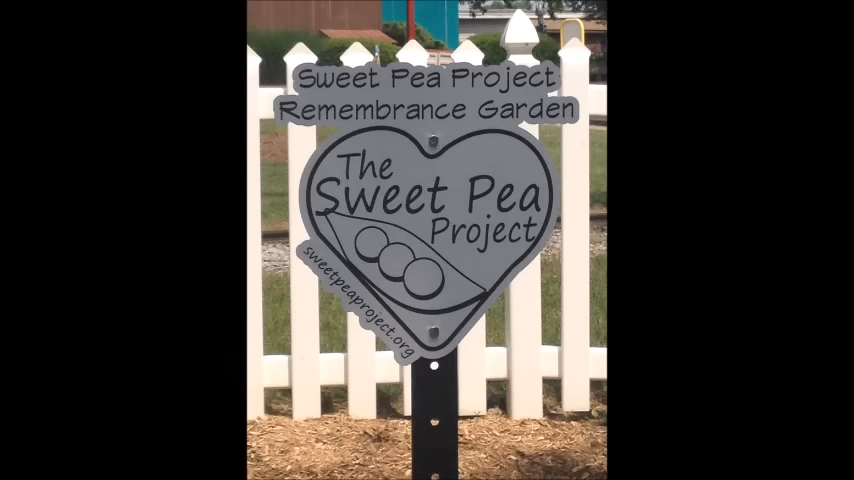 Sweet Pea Project
Remembrance Garden
The
Sweet Pea
Project
sweetpeaproject.org